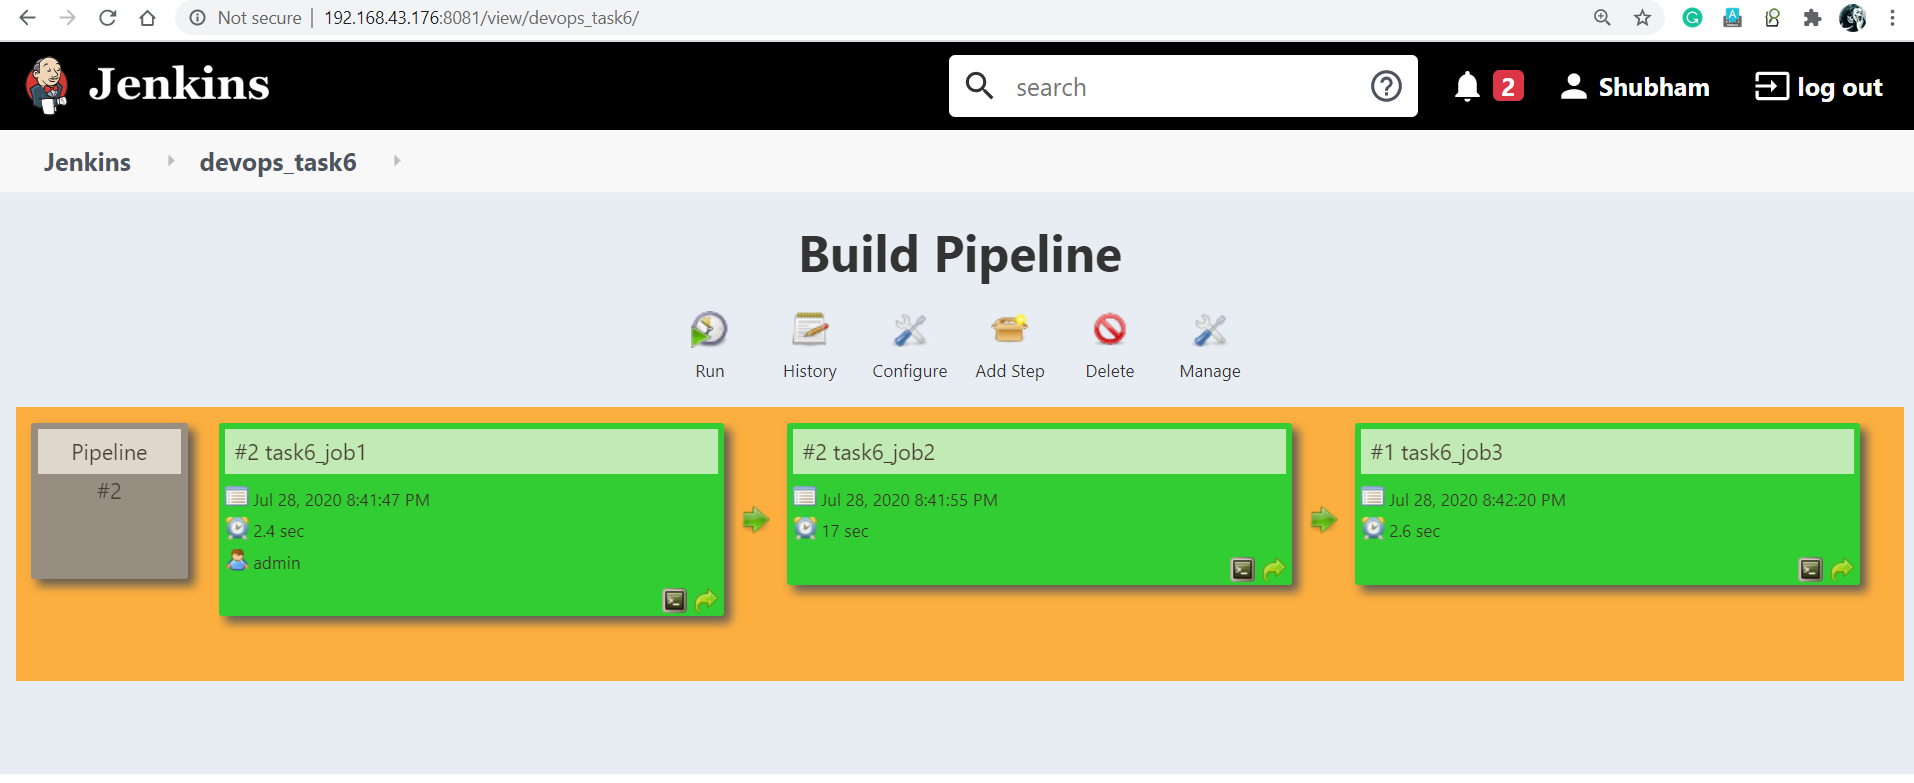 Not secure | 192.168.43.176:8081/view/devops_task6/
Jenkins
search
2
Shubham
log out
Jenkins
devops_task6
Build Pipeline
Run
History
Configure
Add Step
Delete
Manage
Pipeline
#2
#2 task6_job1
Jul 28, 2020 8:41:47 PM
2.4 sec
admin
#2 task6_job2
Jul 28, 2020 8:41:55 PM
17 sec
#1 task6_job3
Jul 28, 2020 8:42:20 PM
2.6 sec